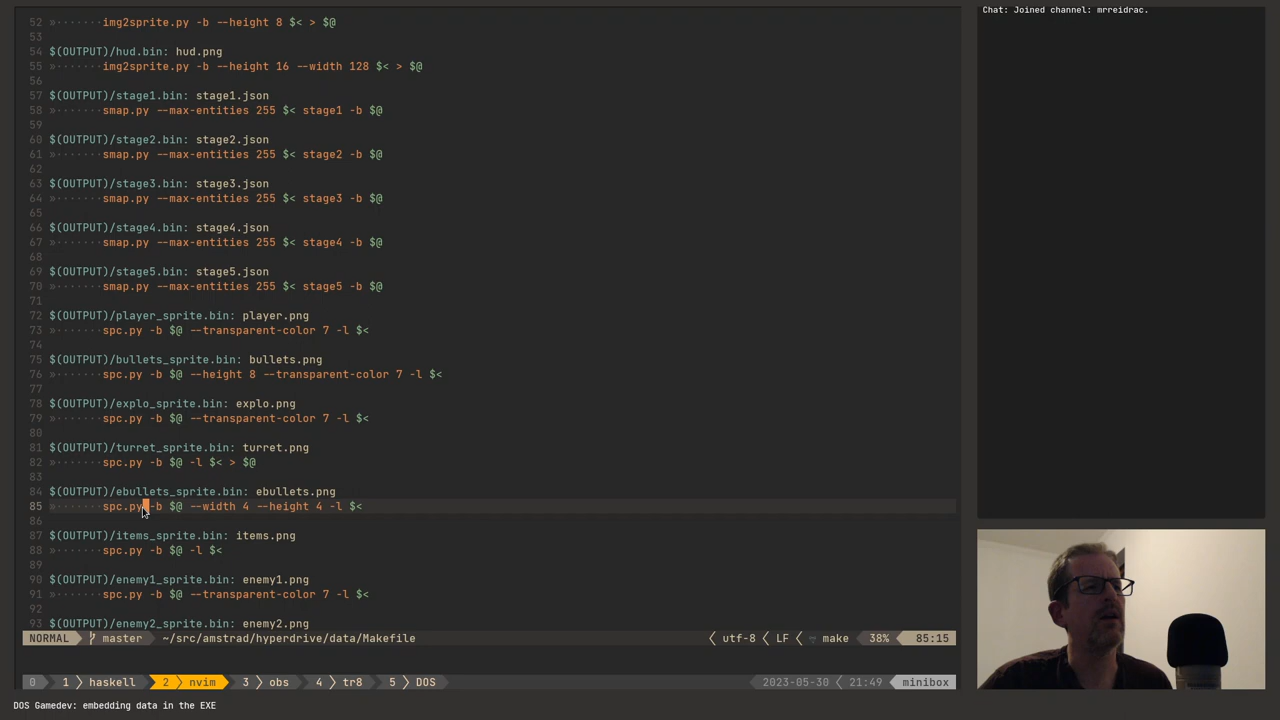 52 »······· img2sprite.py -b --height 8 $< > $@
53
54 $(OUTPUT)/hud.bin: hud.png
55 »······· img2sprite.py -b --height 16 --width 128 $< > $@
56
57 $(OUTPUT)/stage1.bin: stage1.json
58 »······· smap.py --max-entities 255 $< stage1 -b $@
59
60 $(OUTPUT)/stage2.bin: stage2.json
61 »······· smap.py --max-entities 255 $< stage2 -b $@
62
63 $(OUTPUT)/stage3.bin: stage3.json
64 »······· smap.py --max-entities 255 $< stage3 -b $@
65
66 $(OUTPUT)/stage4.bin: stage4.json
67 »······· smap.py --max-entities 255 $< stage4 -b $@
68
69 $(OUTPUT)/stage5.bin: stage5.json
70 »······· smap.py --max-entities 255 $< stage5 -b $@
71
72 $(OUTPUT)/player_sprite.bin: player.png
73 »······· spc.py -b $@ --transparent-color 7 -l $<
74
75 $(OUTPUT)/bullets_sprite.bin: bullets.png
76 »······· spc.py -b $@ --height 8 --transparent-color 7 -l $<
77
78 $(OUTPUT)/explo_sprite.bin: explo.png
79 »······· spc.py -b $@ --transparent-color 7 -l $<
80
81 $(OUTPUT)/turret_sprite.bin: turret.png
82 »······· spc.py -b $@ -l $< > $@
83
84 $(OUTPUT)/ebullets_sprite.bin: ebullets.png
85 »······· spc.py -b $@ --width 4 --height 4 -l $<
86
87 $(OUTPUT)/items_sprite.bin: items.png
88 »······· spc.py -b $@ -l $<
89
90 $(OUTPUT)/enemy1_sprite.bin: enemy1.png
91 »······· spc.py -b $@ --transparent-color 7 -l $<
92
93 $(OUTPUT)/enemy2_sprite.bin: enemy2.png
NORMAL master ~/src/amstrad/hyperdrive/data/Makefile utf-8 LF make 38% 85:15
0 1 haskell 2 nvim 3 obs 4 tr8 5 DOS 2023-05-30 21:49 minibox
Chat: Joined channel: mrreidrac.
DOS Gamedev: embedding data in the EXE